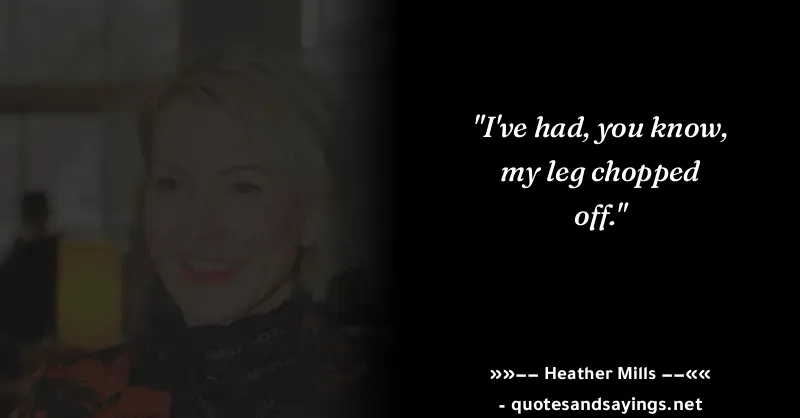 "I've had, you know,
my leg chopped
off."
»»−− Heather Mills −−««
- quotesandsayings.net